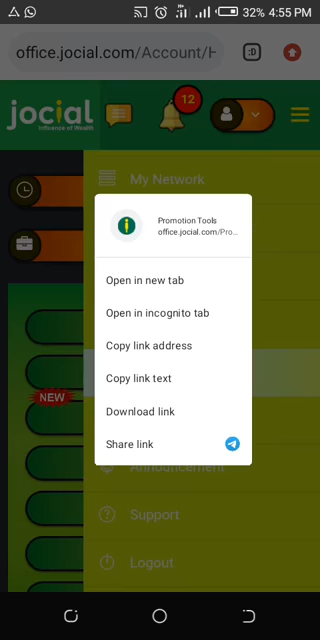 32% 4:55 PM
office.jocial.com/Account/H
:D
jocial
Influence of Wealth
12
My Network
Promotion Tools
office.jocial.com/Pro...
Open in new tab
Open in incognito tab
Copy link address
Copy link text
NEW
Download link
Share link
Announcement
Support
Logout